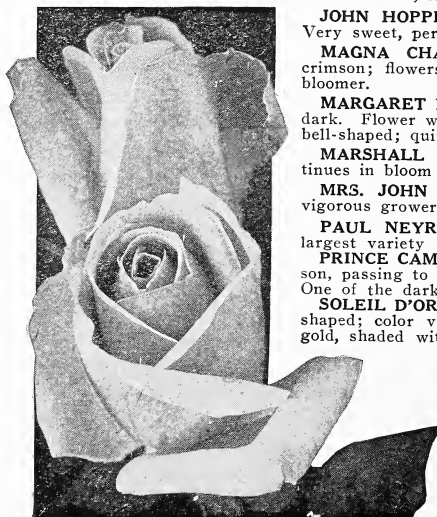 JOHN HOPP
Very sweet, per
MAGNA CHA
crimson; flowers
bloomer.
MARGARET
dark. Flower w
bell-shaped; qui
MARSHALL
tinues in bloom
MRS. JOHN
vigorous grower
PAUL NEYR
largest variety
PRINCE CAM
son, passing to
One of the dark
SOLEIL D'OR
shaped; color v
gold, shaded wit